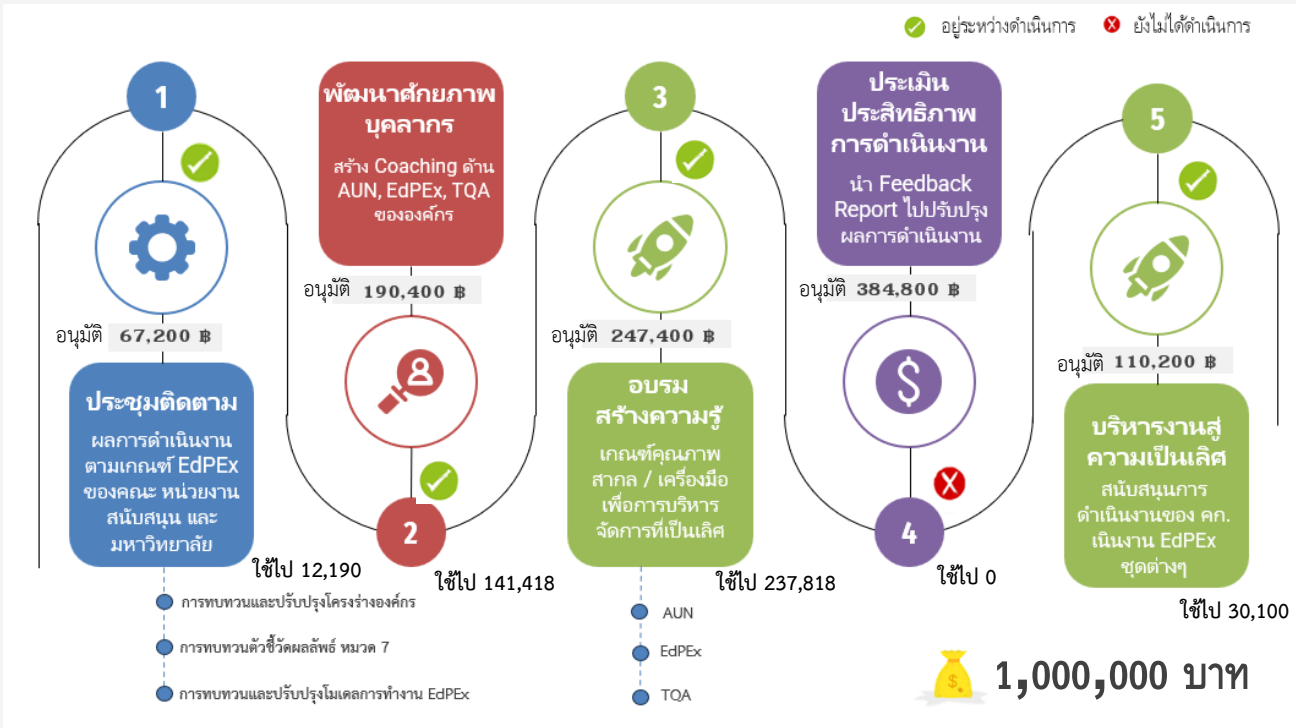 อยู่ระหว่างดำเนินการ
ยังไม่ได้ดำเนินการ
1
อนุมัติ 67,200 ฿
ประชุมติดตาม
ผลการดำเนินงาน
ตามเกณฑ์ EdPEx
ของคณะ หน่วยงาน
สนับสนุน และ
มหาวิทยาลัย
ใช้ไป 12,190
การทบทวนและปรับปรุงโครงร่างองค์กร
การทบทวนตัวชี้วัดผลลัพธ์ หมวด 7
การทบทวนและปรับปรุงโมเดลการทำงาน EdPEx
พัฒนาศักยภาพ
บุคลากร
สร้าง Coaching ด้าน
AUN, EdPEx, TQA
ขององค์กร
อนุมัติ 190,400 ฿
2
ใช้ไป 141,418
3
อนุมัติ 247,400 ฿
อบรม
สร้างความรู้
เกณฑ์คุณภาพ
สากล / เครื่องมือ
เพื่อการบริหาร
จัดการที่เป็นเลิศ
ใช้ไป 237,818
AUN
EdPEx
TQA
ประเมิน
ประสิทธิภาพ
การดำเนินงาน
นำ Feedback
Report ไปปรับปรุง
ผลการดำเนินงาน
อนุมัติ 384,800 ฿
$
4
ใช้ไป 0
5
อนุมัติ 110,200 ฿
บริหารงานสู่
ความเป็นเลิศ
สนับสนุนการ
ดำเนินงานของ คก.
เนินงาน EdPEx
ชุดต่างๆ
ใช้ไป 30,100
$
1,000,000 บาท